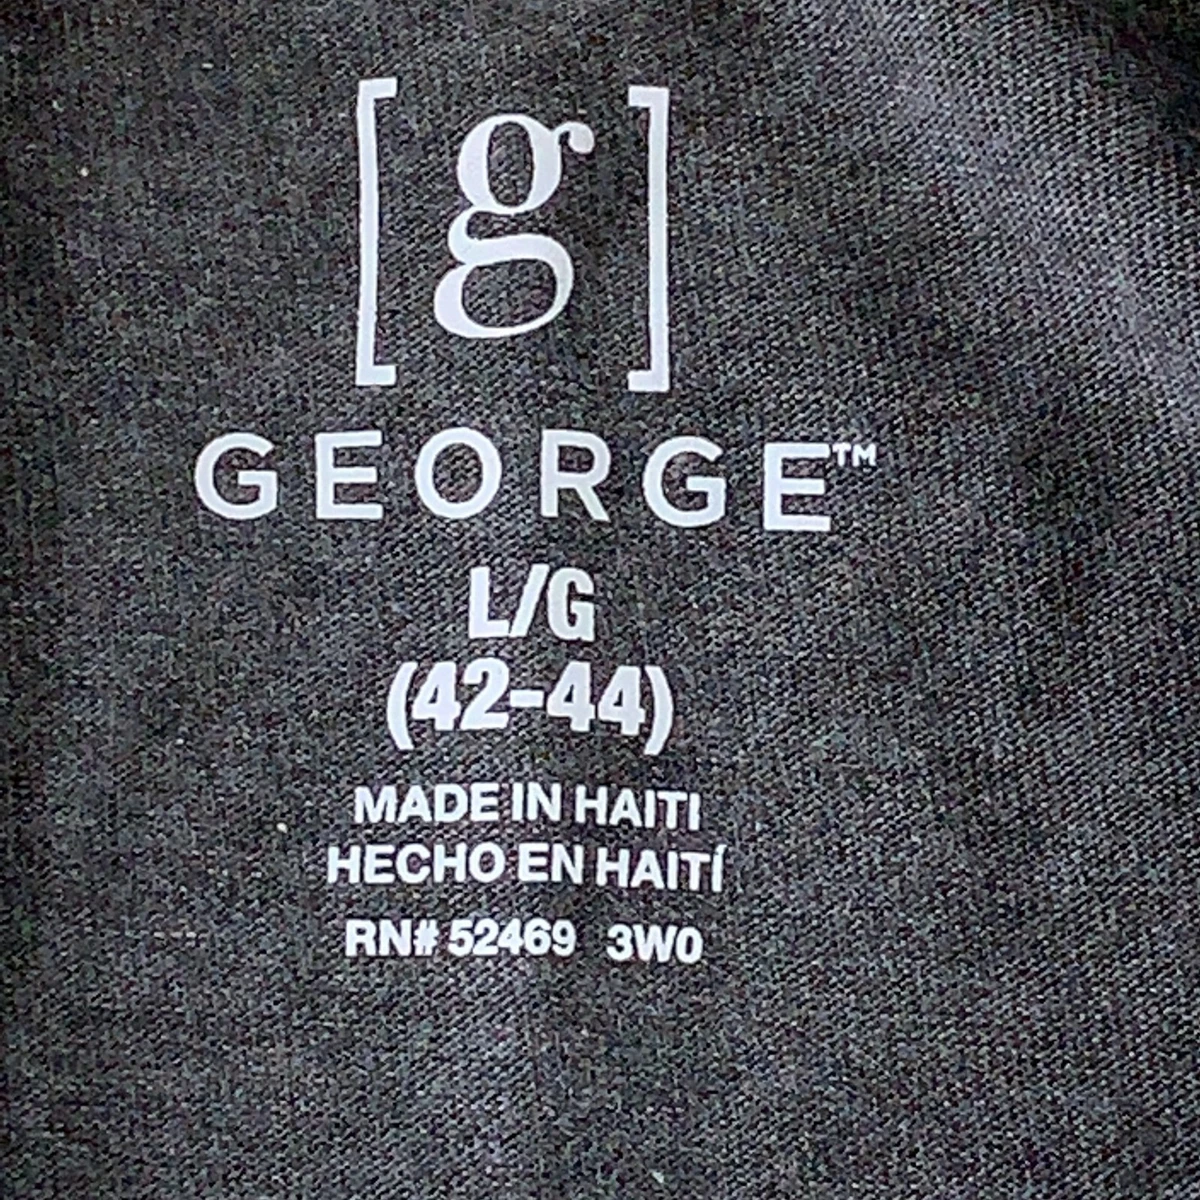 [g]
GEORGE™
L/G
(42-44)
MADE IN HAITI
HECHO EN HAITÍ
RN# 52469 3W0